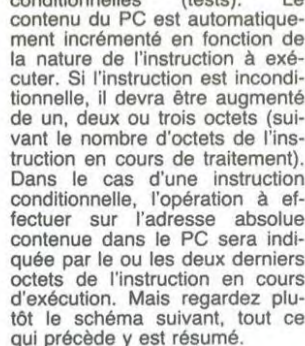 conditionnelles (tests). Le
contenu du PC est automatique-
ment incrémenté en fonction de
la nature de l'instruction à exé-
cuter. Si l'instruction est incondi-
tionnelle, il devra être augmenté
de un, deux ou trois octets (sui-
vant le nombre d'octets de l'ins-
truction en cours de traitement).
Dans le cas d'une instruction
conditionnelle, l'opération à ef-
fectuer sur l'adresse absolue
contenue dans le PC sera indi-
quée par le ou les deux derniers
octets de l'instruction en cours
d'exécution. Mais regardez plu-
tôt le schéma suivant, tout ce
qui précède y est résumé.